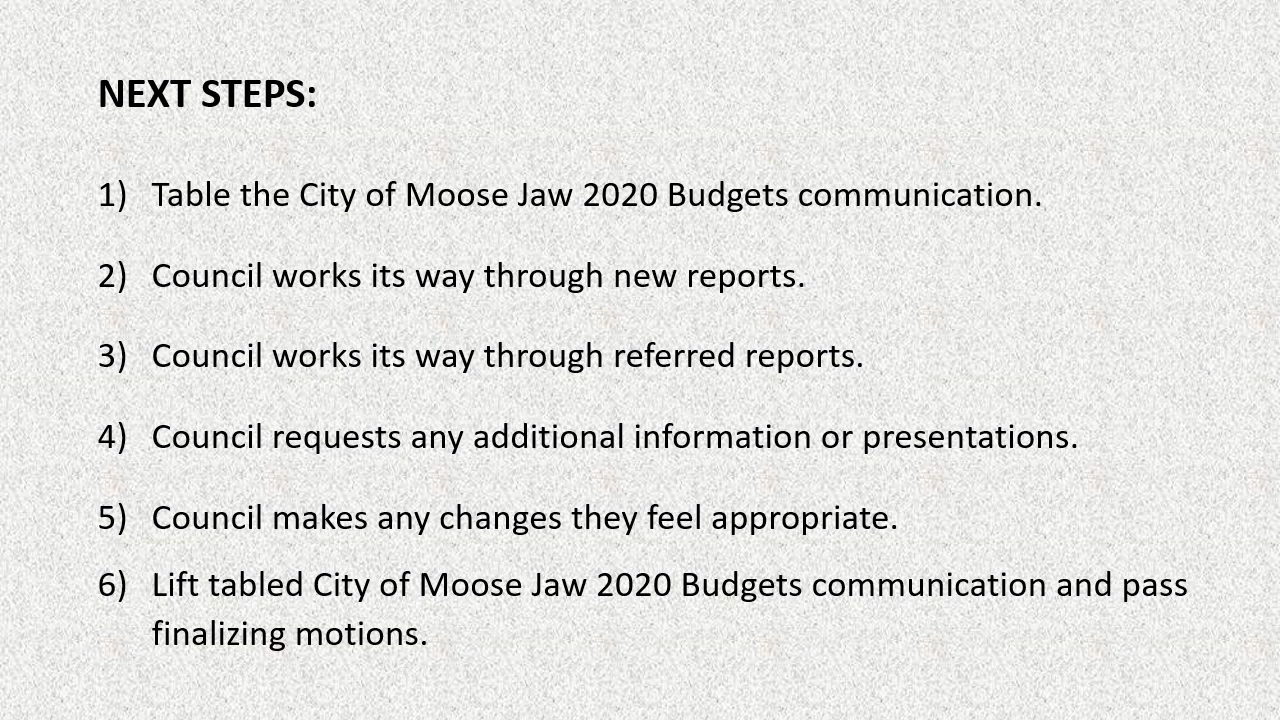 NEXT STEPS:
1) Table the City of Moose Jaw 2020 Budgets communication.
2) Council works its way through new reports.
3) Council works its way through referred reports.
4) Council requests any additional information or presentations.
5) Council makes any changes they feel appropriate.
6) Lift tabled City of Moose Jaw 2020 Budgets communication and pass
finalizing motions.